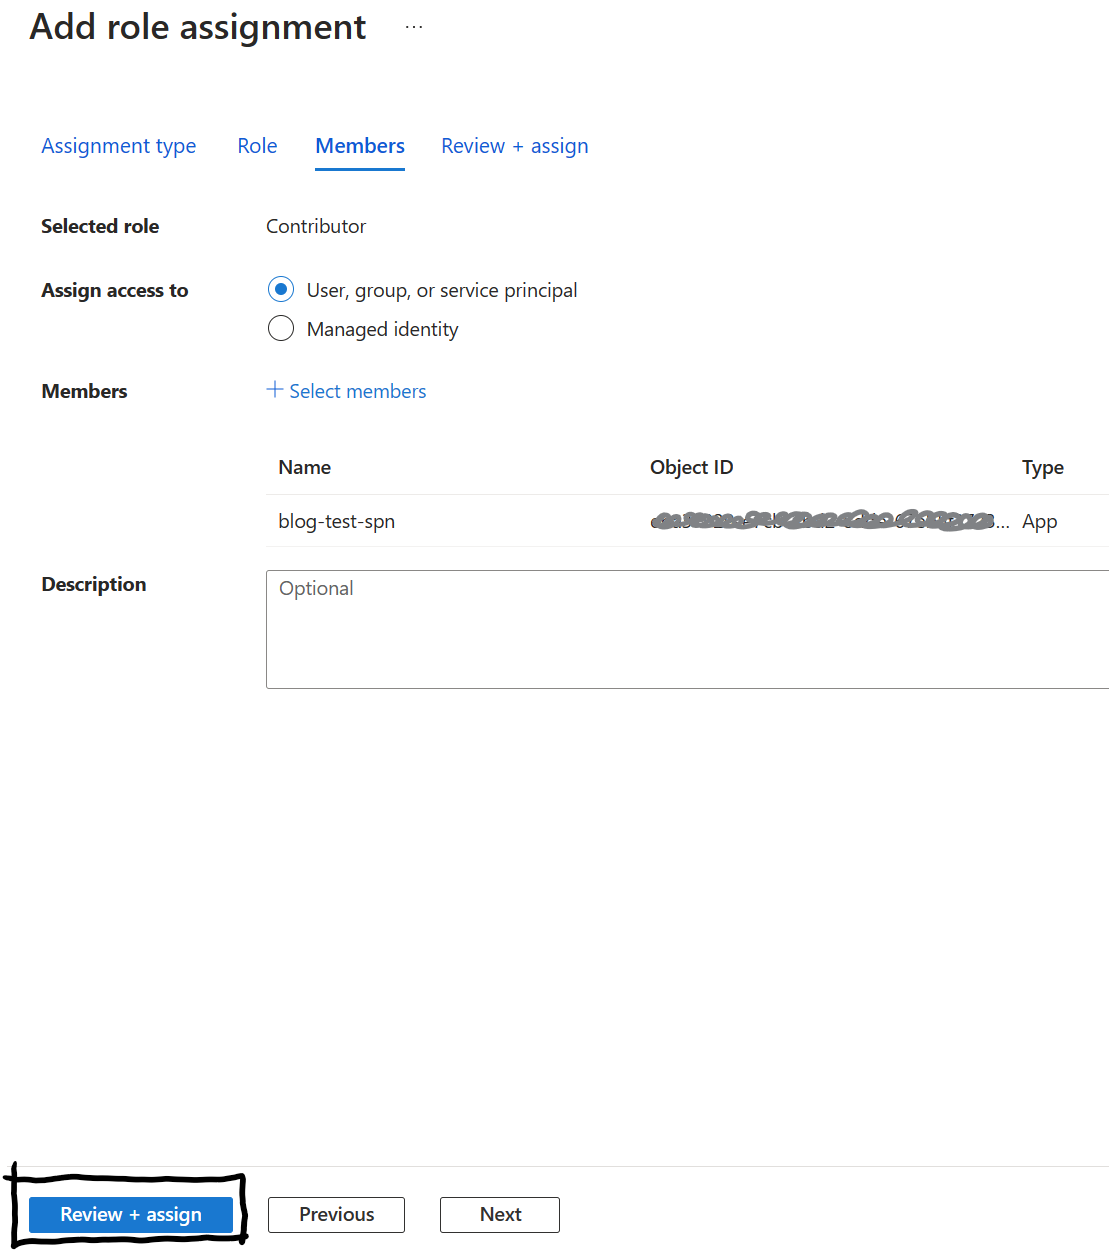 Add role assignment ...
Assignment type Role Members Review + assign
Selected role Contributor
Assign access to User, group, or service principal
Managed identity
Members + Select members
Name Object ID Type
blog-test-spn App
Description Optional
Review + assign Previous Next